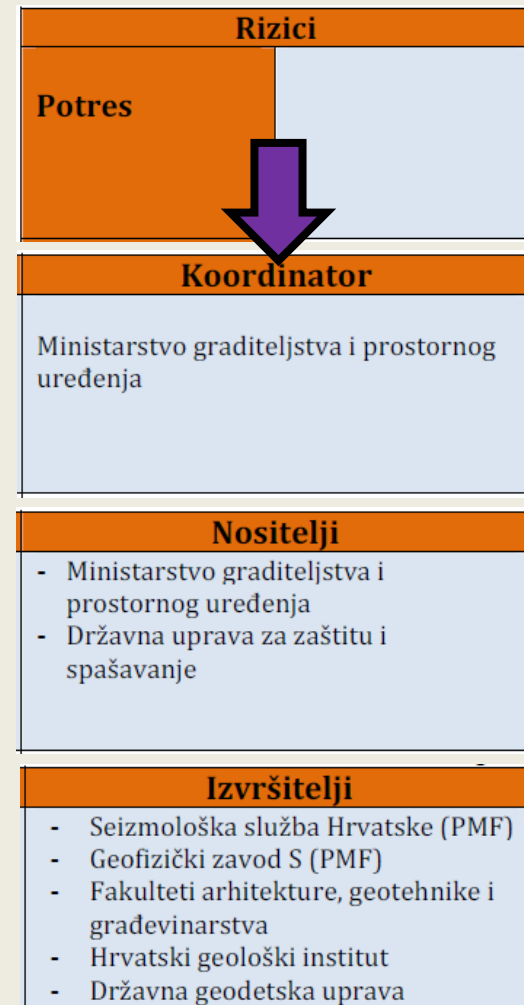 Rizici
Potres
Koordinator
Ministarstvo graditeljstva i prostornog
uređenja
Nositelji
- Ministarstvo graditeljstva i
prostornog uređenja
- Državna uprava za zaštitu i
spašavanje
Izvršitelji
- Seizmološka služba Hrvatske (PMF)
- Geofizički zavod S (PMF)
- Fakulteti arhitekture, geotehnike i
građevinarstva
- Hrvatski geološki institut
- Državna geodetska uprava